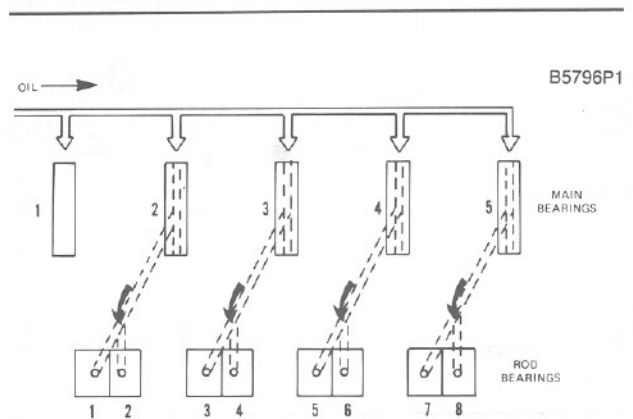 OIL
B5796P1
1 2 3 4 5
MAIN
BEARINGS
ROD
BEARINGS
1 2 3 4 5 6 7 8